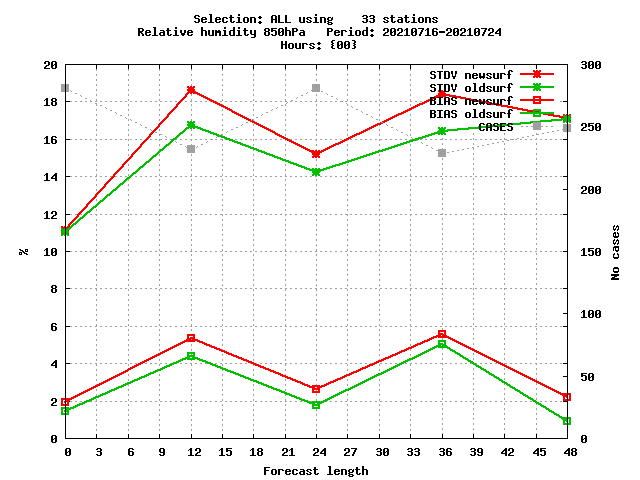 Selection: ALL using    33 stations
Relative humidity 850hPa   Period: 20210716-20210724
Hours: {00}
STDV newsurf
STDV oldsurf
BIAS newsurf
BIAS oldsurf
CASES
20
18
16
14
12
10
8
6
4
2
0
%
300
250
200
150
100
50
0
No cases
0 3 6 9 12 15 18 21 24 27 30 33 36 39 42 45 48
Forecast length